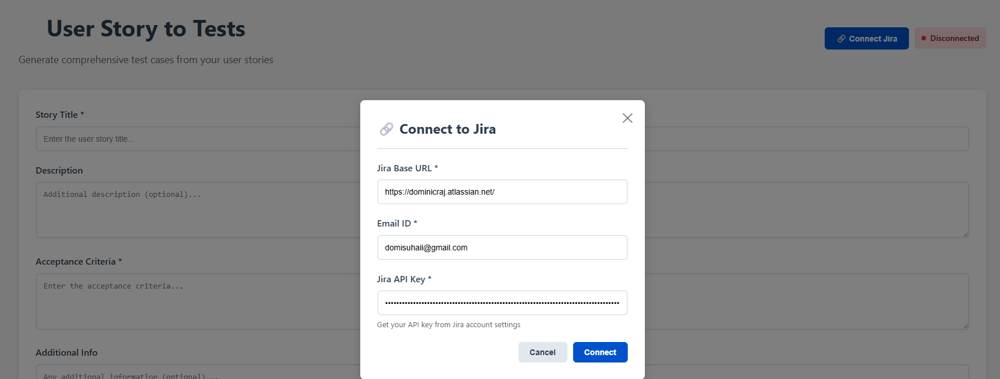 User Story to Tests
Generate comprehensive test cases from your user stories
Connect Jira
Disconnected
Story Title *
Enter the user story title...
Description
Additional description (optional)...
Acceptance Criteria *
Enter the acceptance criteria...
Additional Info
Any additional information (optional)...
Connect to Jira
Jira Base URL *
https://dominicraj.atlassian.net/
Email ID *
domisuhail@gmail.com
Jira API Key *
Get your API key from Jira account settings
Cancel
Connect